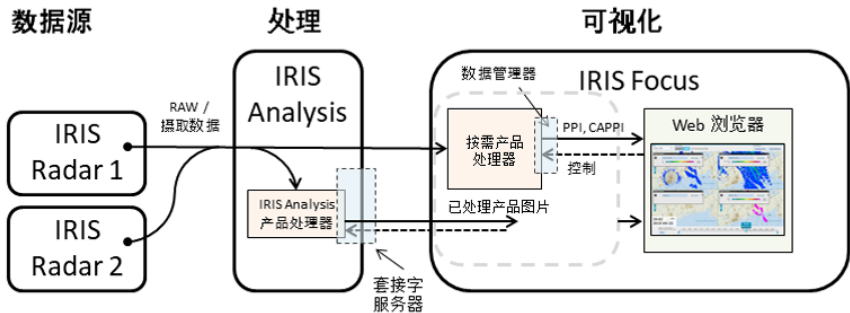 数据源
处理
可视化
IRIS
Radar 1
IRIS
Radar 2
RAW /
摄取数据
IRIS
Analysis
IRIS Analysis
产品处理器
套接字
服务器
IRIS Focus
数据管理器
按需产品
处理器
PPI, CAPPI
控制
已处理产品图片
Web 浏览器